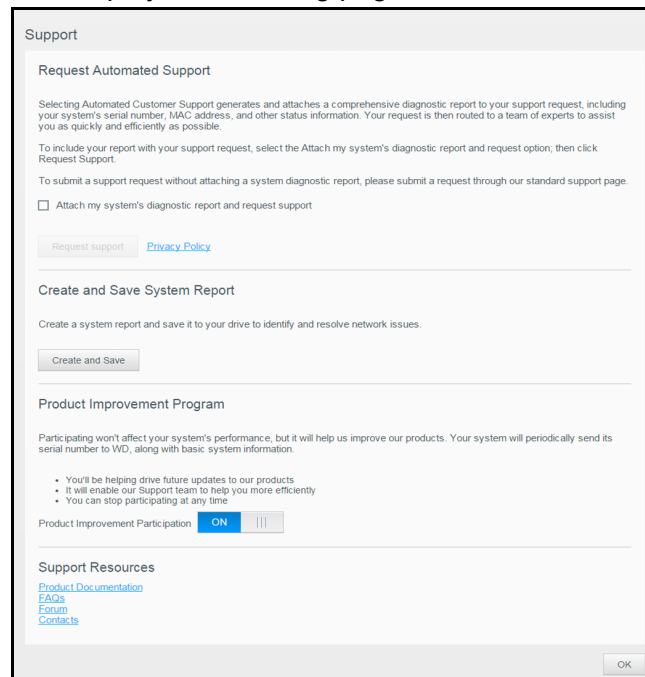 Support
Request Automated Support
Selecting Automated Customer Support generates and attaches a comprehensive diagnostic report to your support request, including
your system's serial number, MAC address, and other status information. Your request is then routed to a team of experts to assist
you as quickly and efficiently as possible.
To include your report with your support request, select the Attach my system's diagnostic report and request option; then click
Request Support.
To submit a support request without attaching a system diagnostic report, please submit a request through our standard support page.
Attach my system's diagnostic report and request support
Request support Privacy Policy
Create and Save System Report
Create a system report and save it to your drive to identify and resolve network issues.
Create and Save
Product Improvement Program
Participating won't affect your system's performance, but it will help us improve our products. Your system will periodically send its
serial number to WD, along with basic system information.
• You'll be helping drive future updates to our products
• It will enable our Support team to help you more efficiently
• You can stop participating at any time
Product Improvement Participation ON
Support Resources
Product Documentation
FAQs
Forum
Contacts
OK